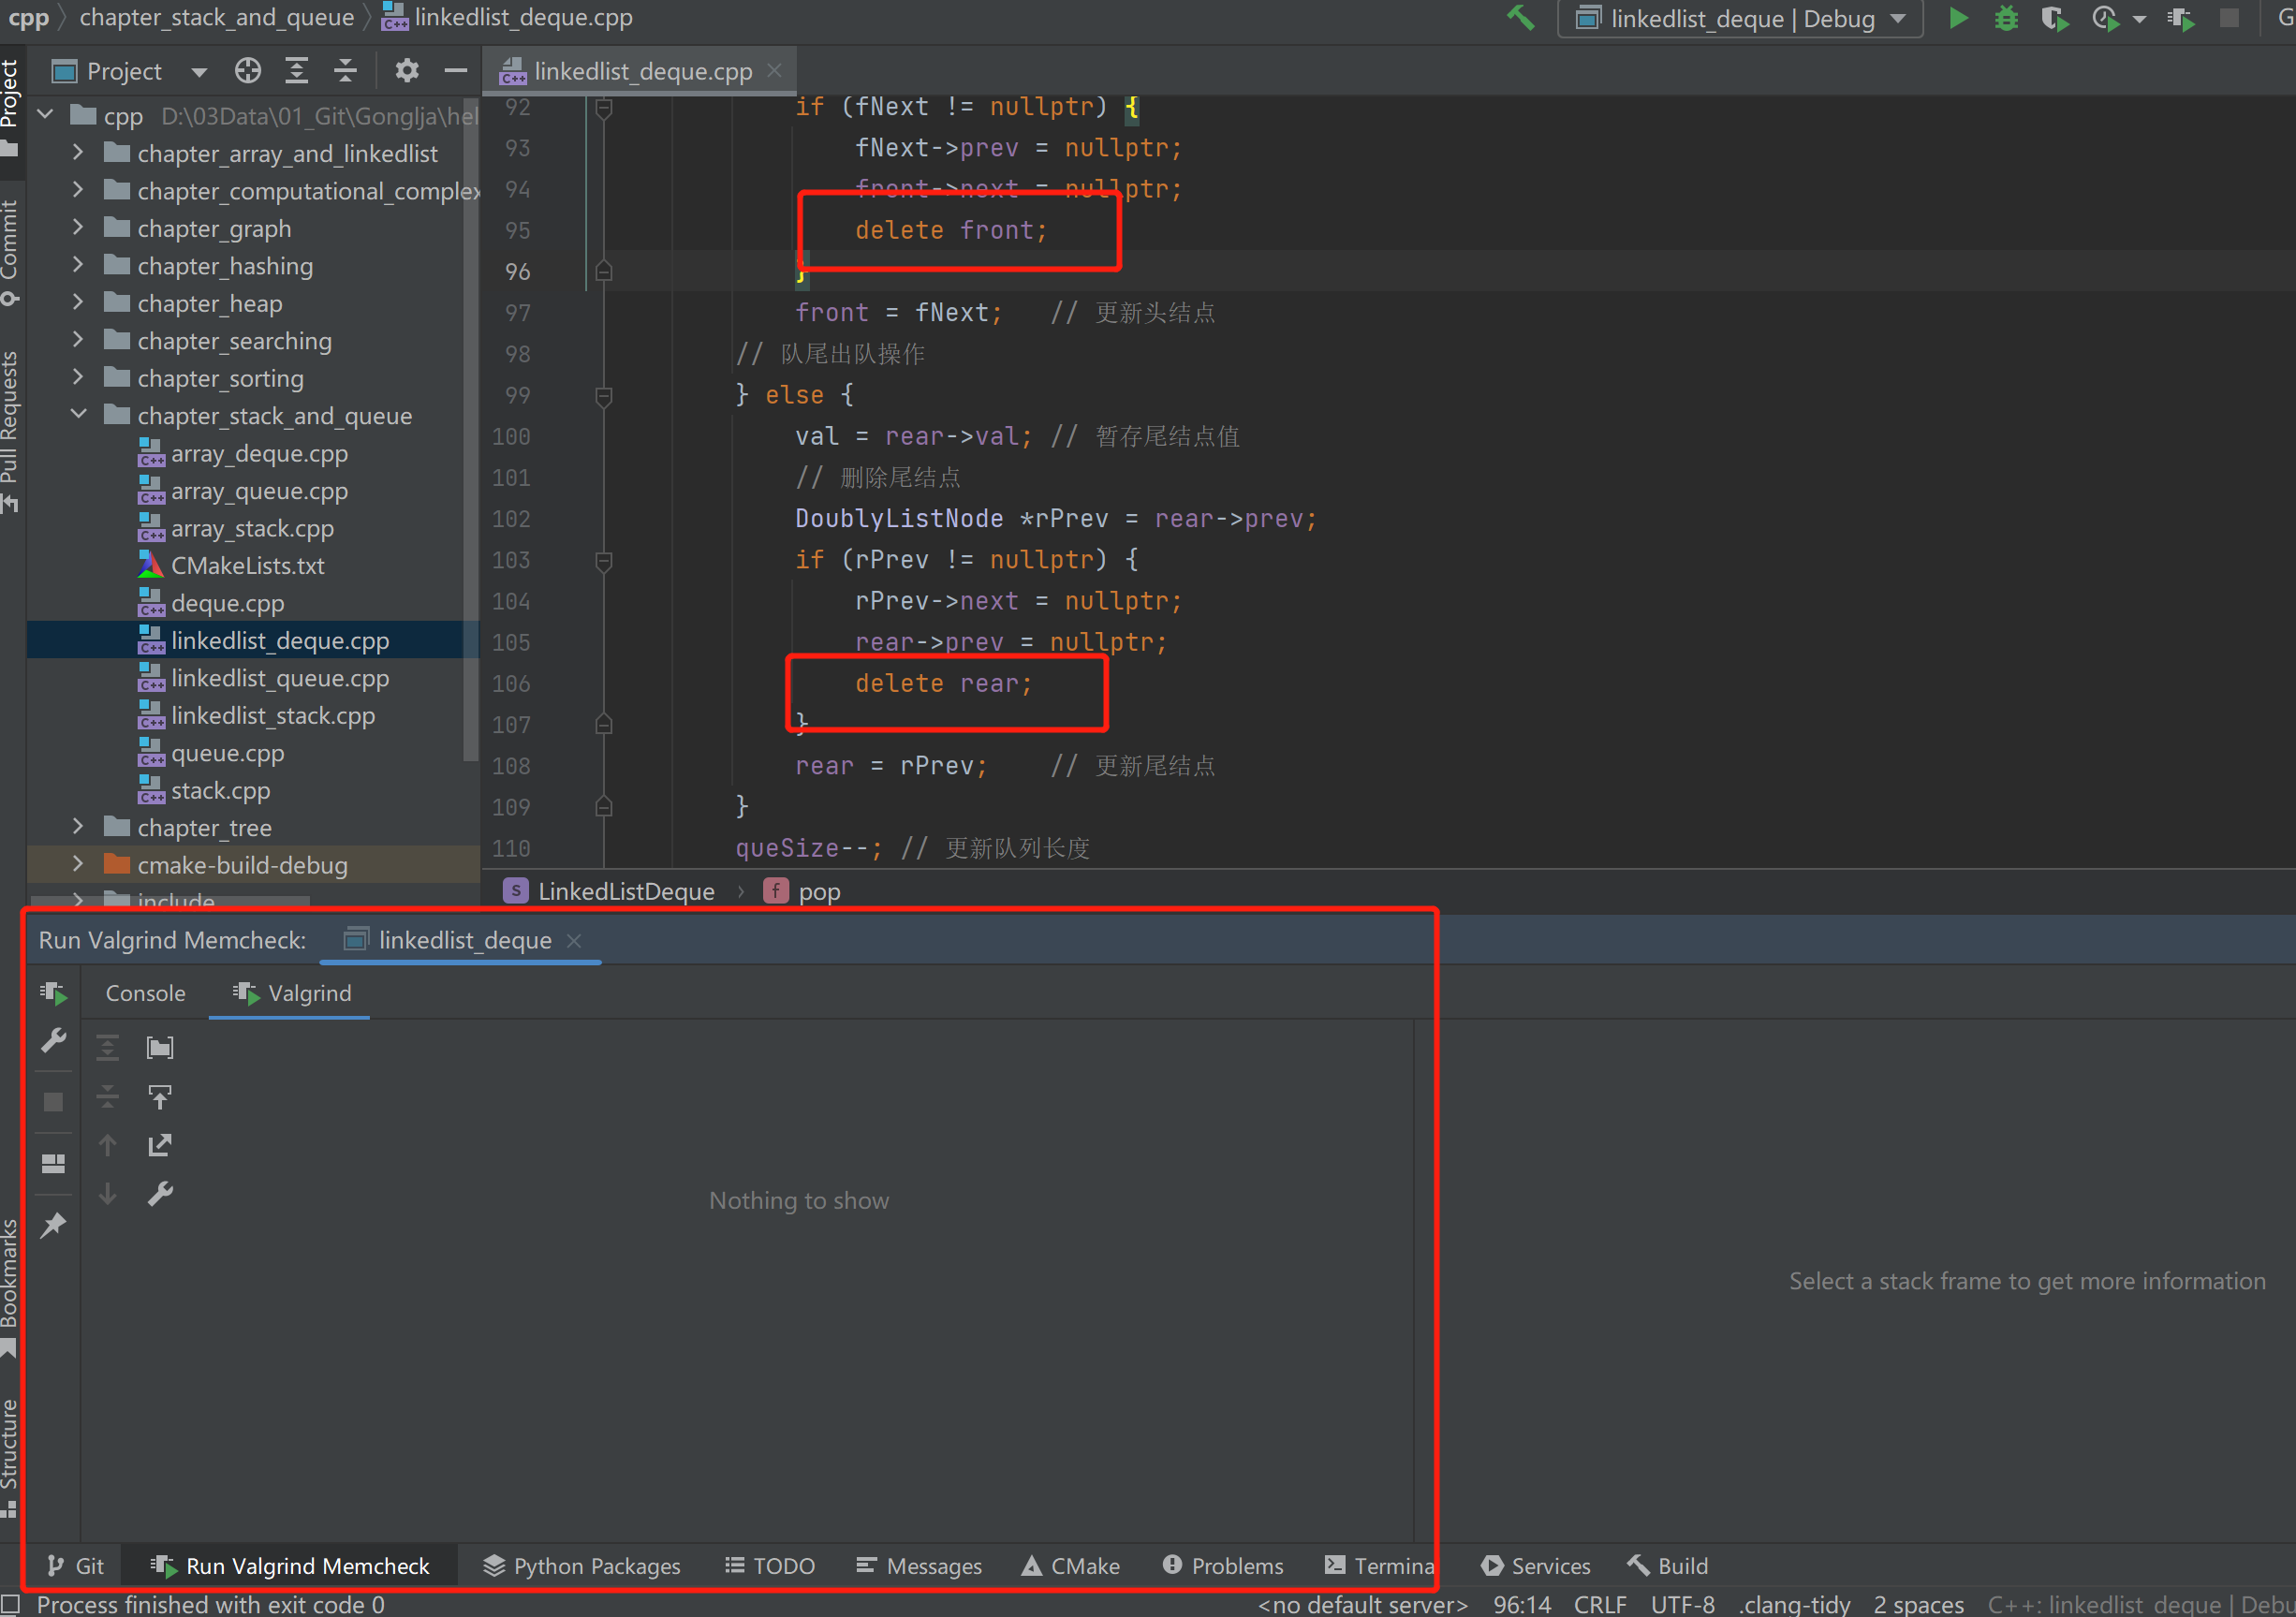 cpp chapter_stack_and_queue linkedlist_deque.cpp linkedlist_deque | Debug
Project linkedlist_deque.cpp
Project
Commit
Pull Requests
Bookmarks
Structure
cpp D:\03Data\01_Git\Gonglja\hel
chapter_array_and_linkedlist
chapter_computational_complex
chapter_graph
chapter_hashing
chapter_heap
chapter_searching
chapter_sorting
chapter_stack_and_queue
array_deque.cpp
array_queue.cpp
array_stack.cpp
CMakeLists.txt
deque.cpp
linkedlist_deque.cpp
linkedlist_queue.cpp
linkedlist_stack.cpp
queue.cpp
stack.cpp
chapter_tree
cmake-build-debug
include
92 if (fNext != nullptr) {
93 fNext->prev = nullptr;
94 front->next = nullptr;
95 delete front;
96 }
97 front = fNext; // 更新头结点
98 // 队尾出队操作
99 } else {
100 val = rear->val; // 暂存尾结点值
101 // 删除尾结点
102 DoublyListNode *rPrev = rear->prev;
103 if (rPrev != nullptr) {
104 rPrev->next = nullptr;
105 rear->prev = nullptr;
106 delete rear;
107 }
108 rear = rPrev; // 更新尾结点
109 }
110 queSize--; // 更新队列长度
S LinkedListDeque › f pop
Run Valgrind Memcheck: linkedlist_deque
Console Valgrind
Nothing to show
Select a stack frame to get more information
Git Run Valgrind Memcheck Python Packages TODO Messages CMake Problems Termina Services Build
Process finished with exit code 0 <no default server> 96:14 CRLF UTF-8 .clang-tidy 2 spaces C++: linkedlist_deque | Debu